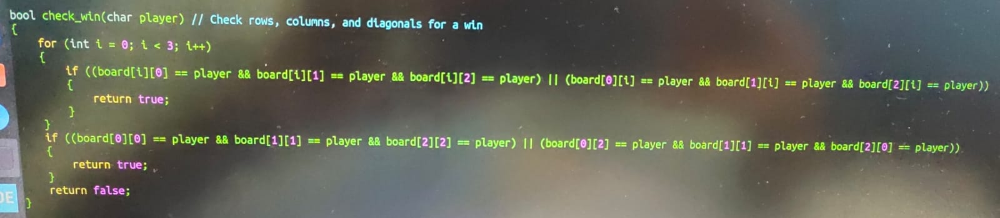 bool check_win(char player) // Check rows, columns, and diagonals for a win
{
    for (int i = 0; i < 3; i++)
    {
        if ((board[i][0] == player && board[i][1] == player && board[i][2] == player) || (board[0][i] == player && board[1][i] == player && board[2][i] == player))
        {
            return true;
        }
    }
    if ((board[0][0] == player && board[1][1] == player && board[2][2] == player) || (board[0][2] == player && board[1][1] == player && board[2][0] == player))
    {
        return true;
    }
    return false;
}